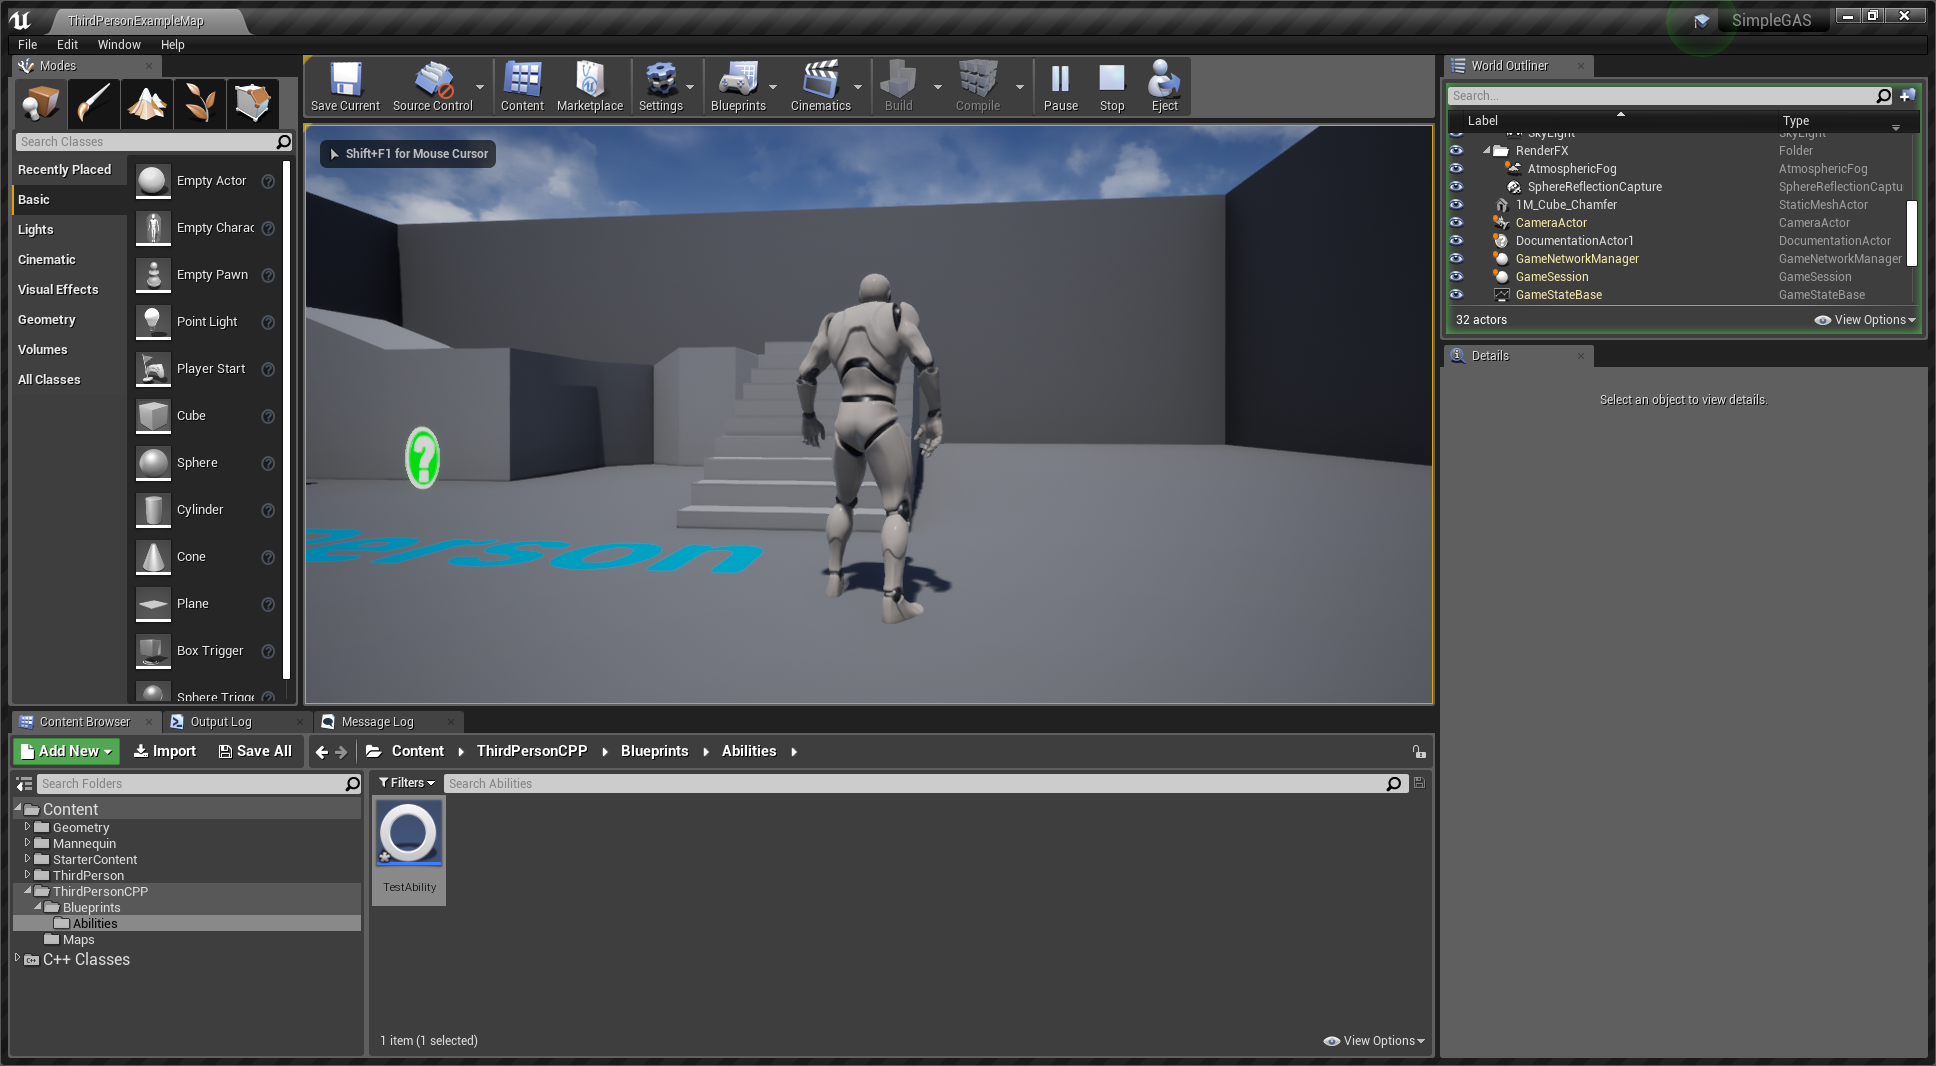 ThirdPersonExampleMap
SimpleGAS
File Edit Window Help
Modes
Search Classes
Recently Placed
Basic
Lights
Cinematic
Visual Effects
Geometry
Volumes
All Classes
Empty Actor
Empty Charac
Empty Pawn
Point Light
Player Start
Cube
Sphere
Cylinder
Cone
Plane
Box Trigger
Sphere Trigge
Save Current Source Control Content Marketplace Settings Blueprints Cinematics Build Compile Pause Stop Eject
Shift+F1 for Mouse Cursor
erson
?
World Outliner
Search...
Label Type
SkyLight SkyLight
RenderFX Folder
AtmosphericFog AtmosphericFog
SphereReflectionCapture SphereReflectionCaptu
1M_Cube_Chamfer StaticMeshActor
CameraActor CameraActor
DocumentationActor1 DocumentationActor
GameNetworkManager GameNetworkManager
GameSession GameSession
GameStateBase GameStateBase
32 actors View Options
Details
Select an object to view details.
Content Browser Output Log Message Log
Add New Import Save All Content ThirdPersonCPP Blueprints Abilities
Search Folders
Content
Geometry
Mannequin
StarterContent
ThirdPerson
ThirdPersonCPP
Blueprints
Abilities
Maps
C++ Classes
Filters Search Abilities
TestAbility
1 item (1 selected) View Options